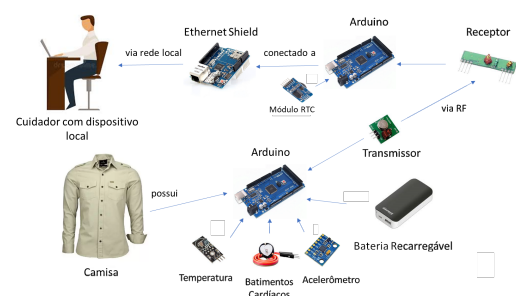 Ethernet Shield
Arduino
Receptor
via rede local
conectado a
Módulo RTC
via RF
Cuidador com dispositivo
local
Transmissor
Arduino
possui
Bateria Recarregável
Camisa
Temperatura
Batimentos
Cardíacos
Acelerômetro